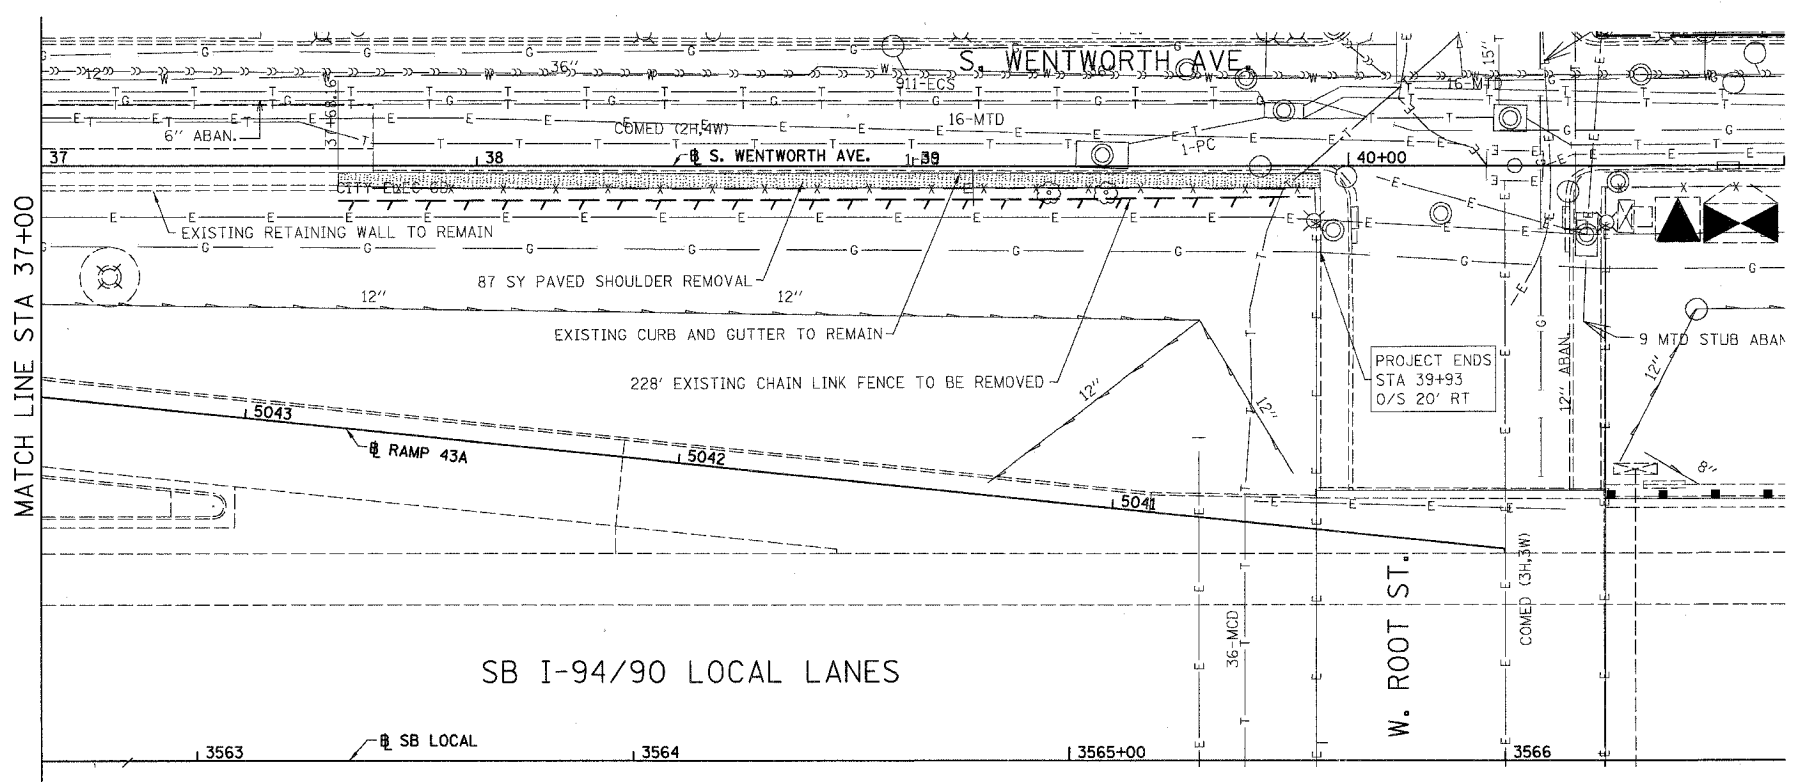 S. WENTWORTH AVE.
12"
36"
15"
911-ECS
16-MTD
16-MTD
6" ABAN.
COMED (2H,4W)
1-PC
37
38
℄ S. WENTWORTH AVE.
39
40+00
EXISTING RETAINING WALL TO REMAIN
87 SY PAVED SHOULDER REMOVAL
12"
12"
EXISTING CURB AND GUTTER TO REMAIN
228' EXISTING CHAIN LINK FENCE TO BE REMOVED
12"
12"
PROJECT ENDS
STA 39+93
O/S 20' RT
12" ABAN.
9 MTD STUB ABAN
12"
8"
MATCH LINE STA 37+00
5043
℄ RAMP 43A
5042
5041
36-MCD
W. ROOT ST.
COMED (3H,3W)
SB I-94/90 LOCAL LANES
3563
℄ SB LOCAL
3564
3565+00
3566